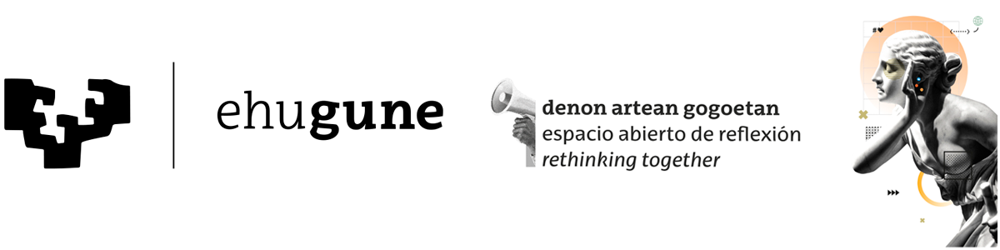 ehugune
denon artean gogoetan
espacio abierto de reflexión
rethinking together